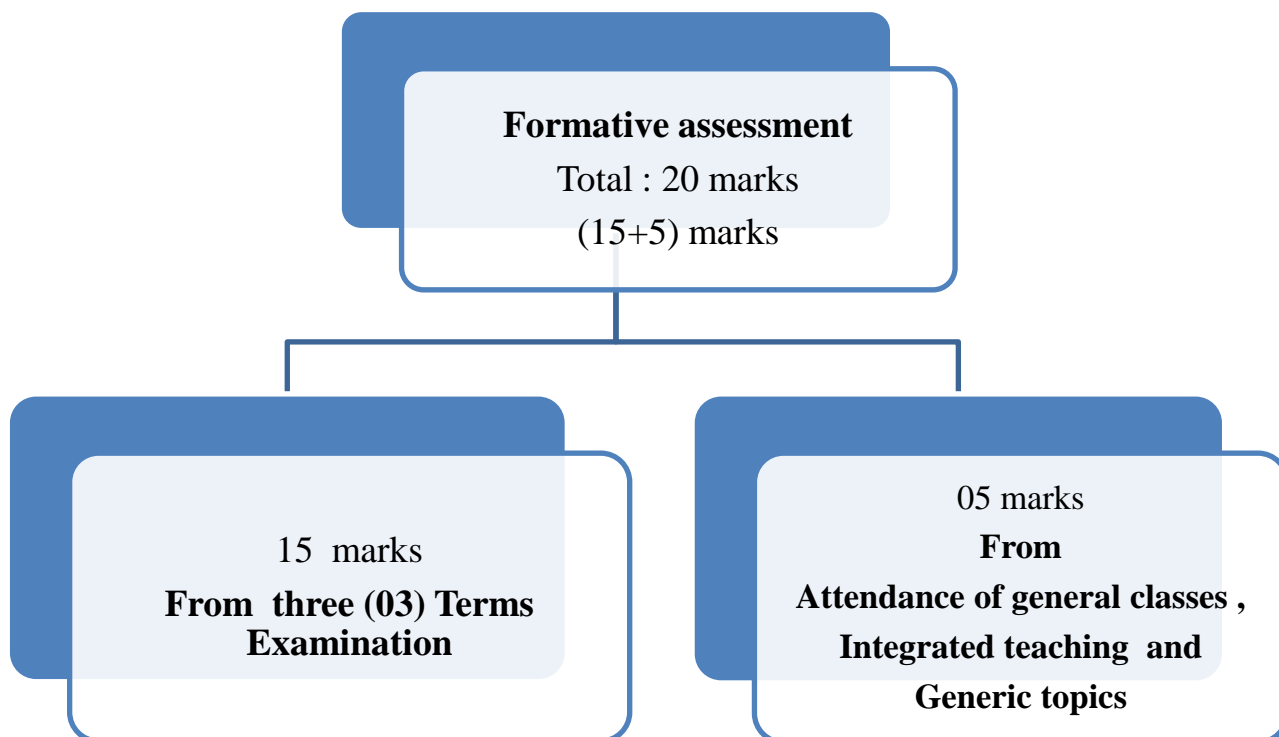 Formative assessment
Total : 20 marks
(15+5) marks
15 marks
From three (03) Terms
Examination
05 marks
From
Attendance of general classes ,
Integrated teaching and
Generic topics